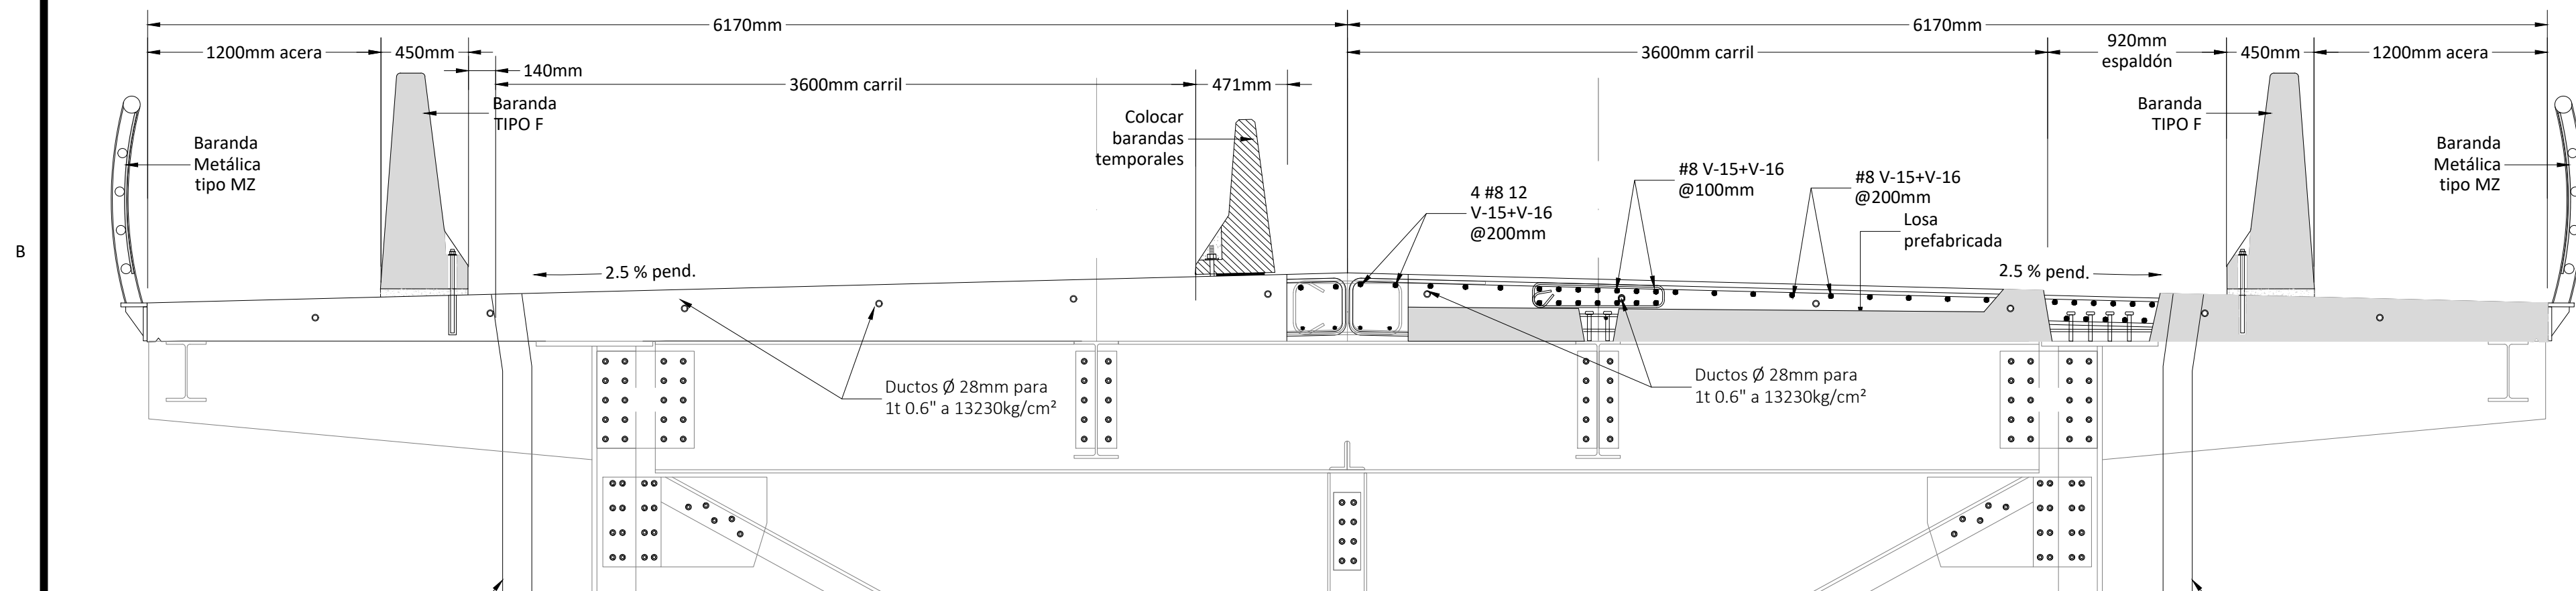 6170mm
6170mm
1200mm acera
450mm
140mm
3600mm carril
471mm
3600mm carril
920mm
espaldón
450mm
1200mm acera
Baranda
TIPO F
Baranda
Metálica
tipo MZ
Colocar
barandas
temporales
4 #8 12
V-15+V-16
@200mm
#8 V-15+V-16
@100mm
#8 V-15+V-16
@200mm
Losa
prefabricada
Baranda
TIPO F
Baranda
Metálica
tipo MZ
B
2.5 % pend.
2.5 % pend.
Ductos Ø 28mm para
1t 0.6" a 13230kg/cm²
Ductos Ø 28mm para
1t 0.6" a 13230kg/cm²